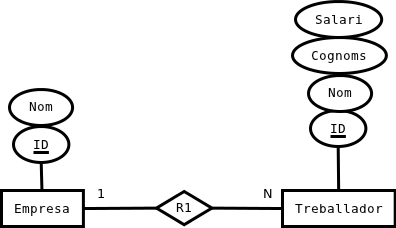 Salari
Cognoms
Nom
Nom
ID
ID
1
N
Empresa
R1
Treballador